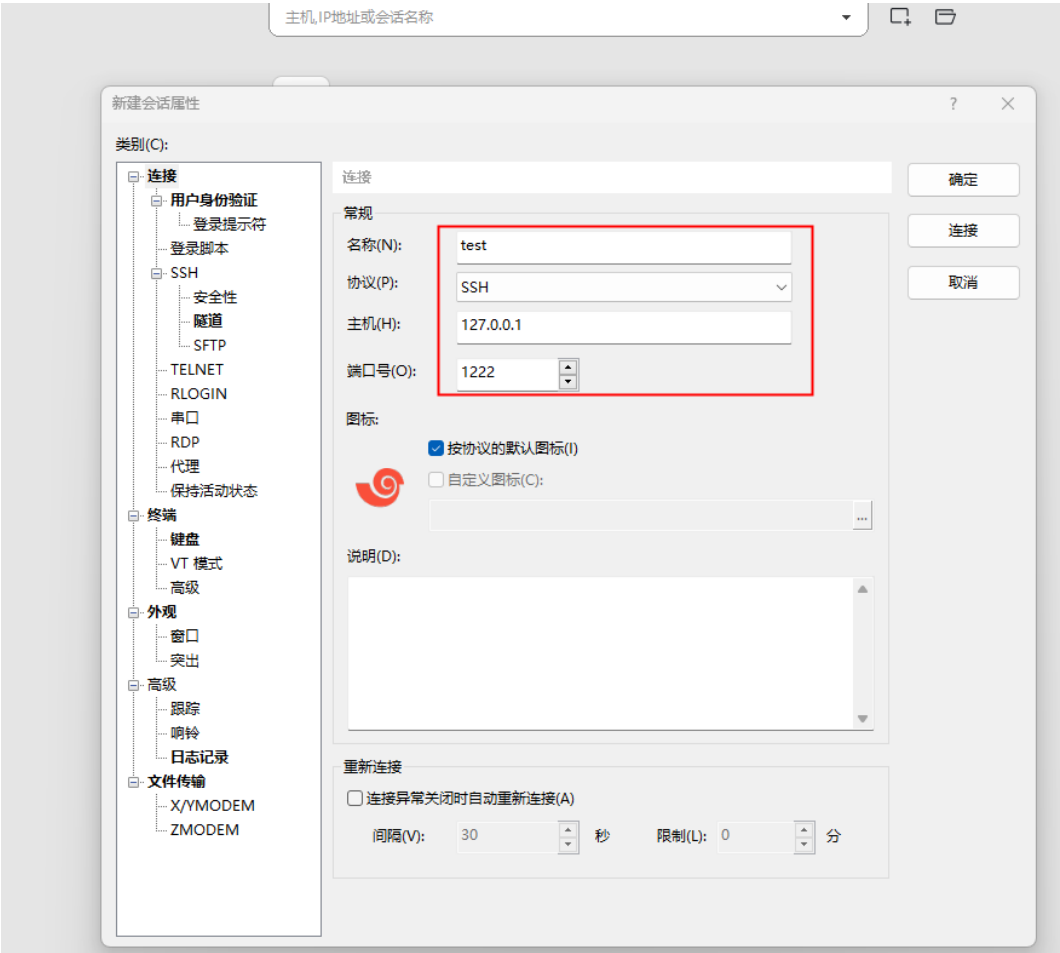 主机,IP地址或会话名称
新建会话属性
?
类别(C):
连接
用户身份验证
登录提示符
登录脚本
SSH
安全性
隧道
SFTP
TELNET
RLOGIN
串口
RDP
代理
保持活动状态
终端
键盘
VT 模式
高级
外观
窗口
突出
高级
跟踪
响铃
日志记录
文件传输
X/YMODEM
ZMODEM
连接
常规
名称(N): test
协议(P): SSH
主机(H): 127.0.0.1
端口号(O): 1222
图标:
按协议的默认图标(I)
自定义图标(C):
...
说明(D):
重新连接
连接异常关闭时自动重新连接(A)
间隔(V): 30 秒 限制(L): 0 分
确定
连接
取消